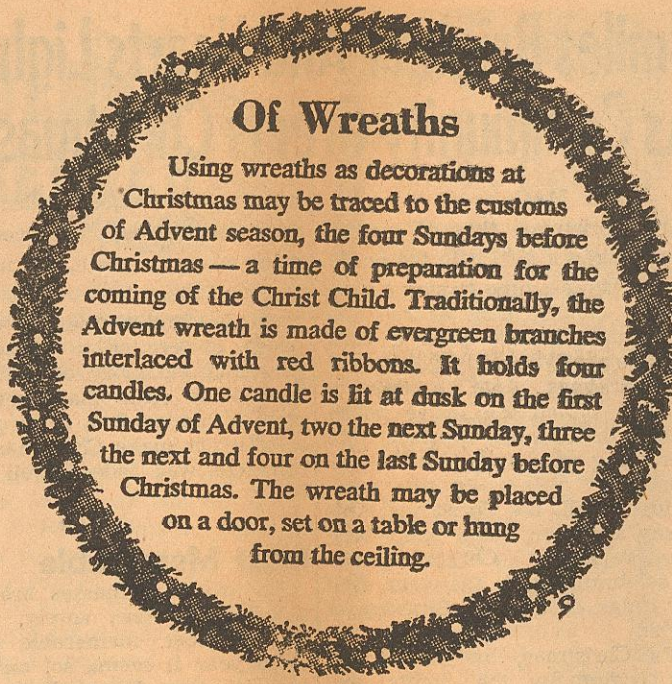 Of Wreaths
Using wreaths as decorations at
Christmas may be traced to the customs
of Advent season, the four Sundays before
Christmas — a time of preparation for the
coming of the Christ Child. Traditionally, the
Advent wreath is made of evergreen branches
interlaced with red ribbons. It holds four
candles. One candle is lit at dusk on the first
Sunday of Advent, two the next Sunday, three
the next and four on the last Sunday before
Christmas. The wreath may be placed
on a door, set on a table or hung
from the ceiling.
9